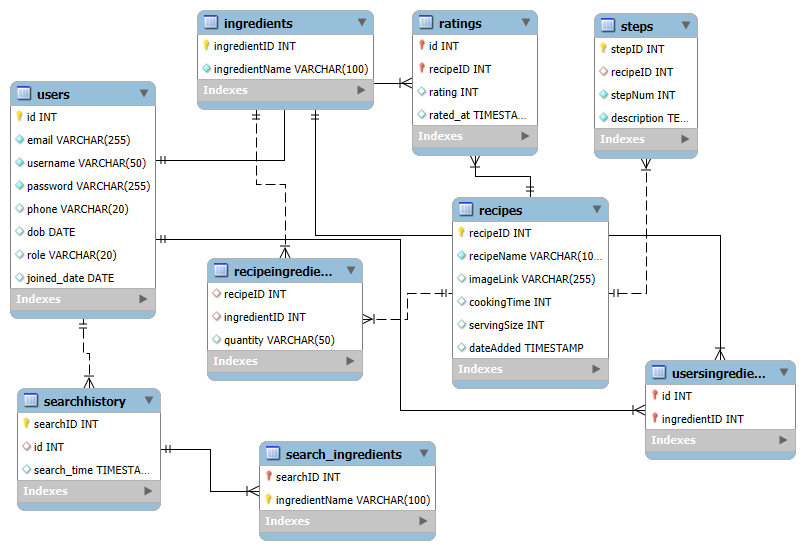 ingredients
ingredientID INT
ingredientName VARCHAR(100)
Indexes
ratings
id INT
recipeID INT
rating INT
rated_at TIMESTA...
Indexes
steps
stepID INT
recipeID INT
stepNum INT
description TE...
Indexes
users
id INT
email VARCHAR(255)
username VARCHAR(50)
password VARCHAR(255)
phone VARCHAR(20)
dob DATE
role VARCHAR(20)
joined_date DATE
Indexes
recipes
recipeID INT
recipeName VARCHAR(10...
imageLink VARCHAR(255)
cookingTime INT
servingSize INT
dateAdded TIMESTAMP
Indexes
recipeingredie...
recipeID INT
ingredientID INT
quantity VARCHAR(50)
Indexes
usersingredie...
id INT
ingredientID INT
Indexes
searchhistory
searchID INT
id INT
search_time TIMESTA...
Indexes
search_ingredients
searchID INT
ingredientName VARCHAR(100)
Indexes